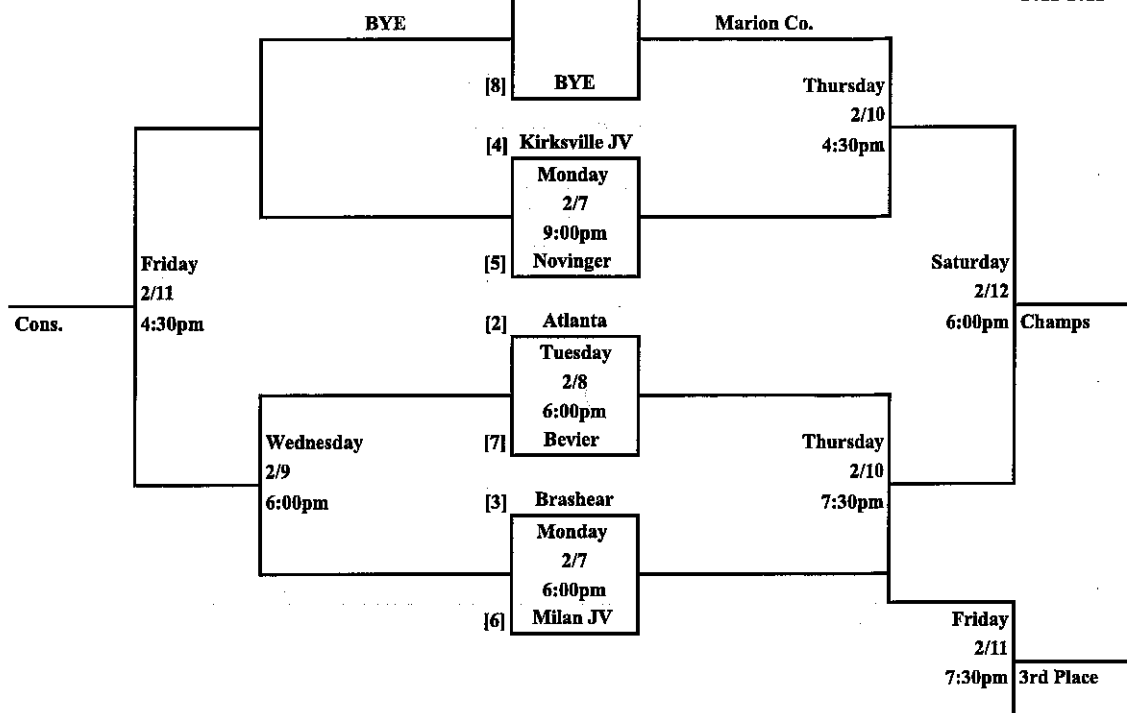 BYE
Marion Co.
[8] BYE
Thursday
2/10
4:30pm
[4] Kirksville JV
Monday
2/7
9:00pm
[5] Novinger
Friday
2/11
4:30pm
Cons.
Saturday
2/12
6:00pm
Champs
[2] Atlanta
Tuesday
2/8
6:00pm
[7] Bevier
Wednesday
2/9
6:00pm
Thursday
2/10
7:30pm
[3] Brashear
Monday
2/7
6:00pm
[6] Milan JV
Friday
2/11
7:30pm
3rd Place